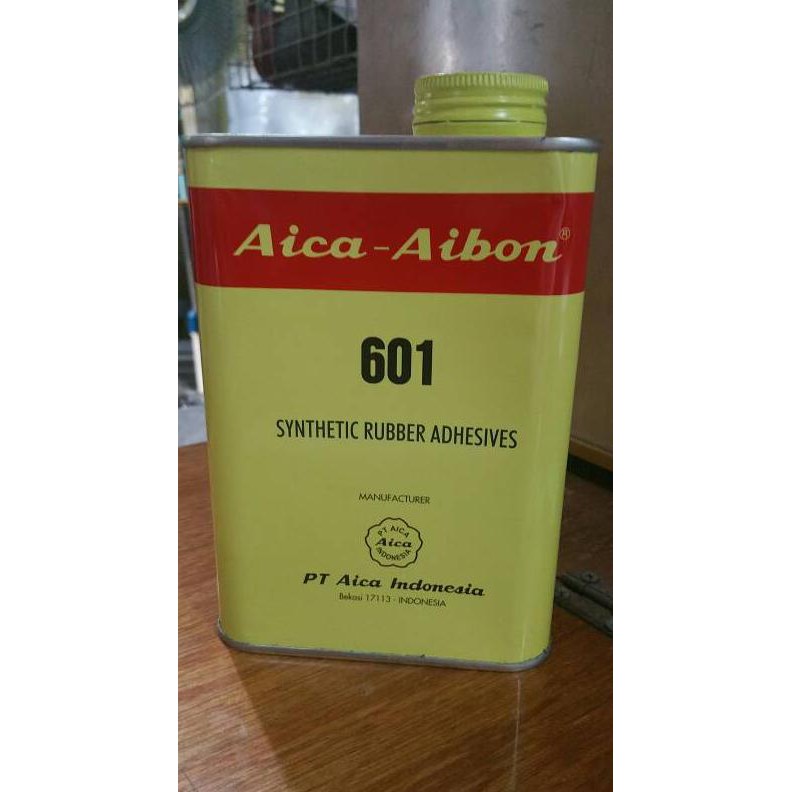 Aica-Aibon®
601
SYNTHETIC RUBBER ADHESIVES
MANUFACTURER
PT AICA
Aica
INDONESIA
PT Aica Indonesia
Bekasi 17113 - INDONESIA